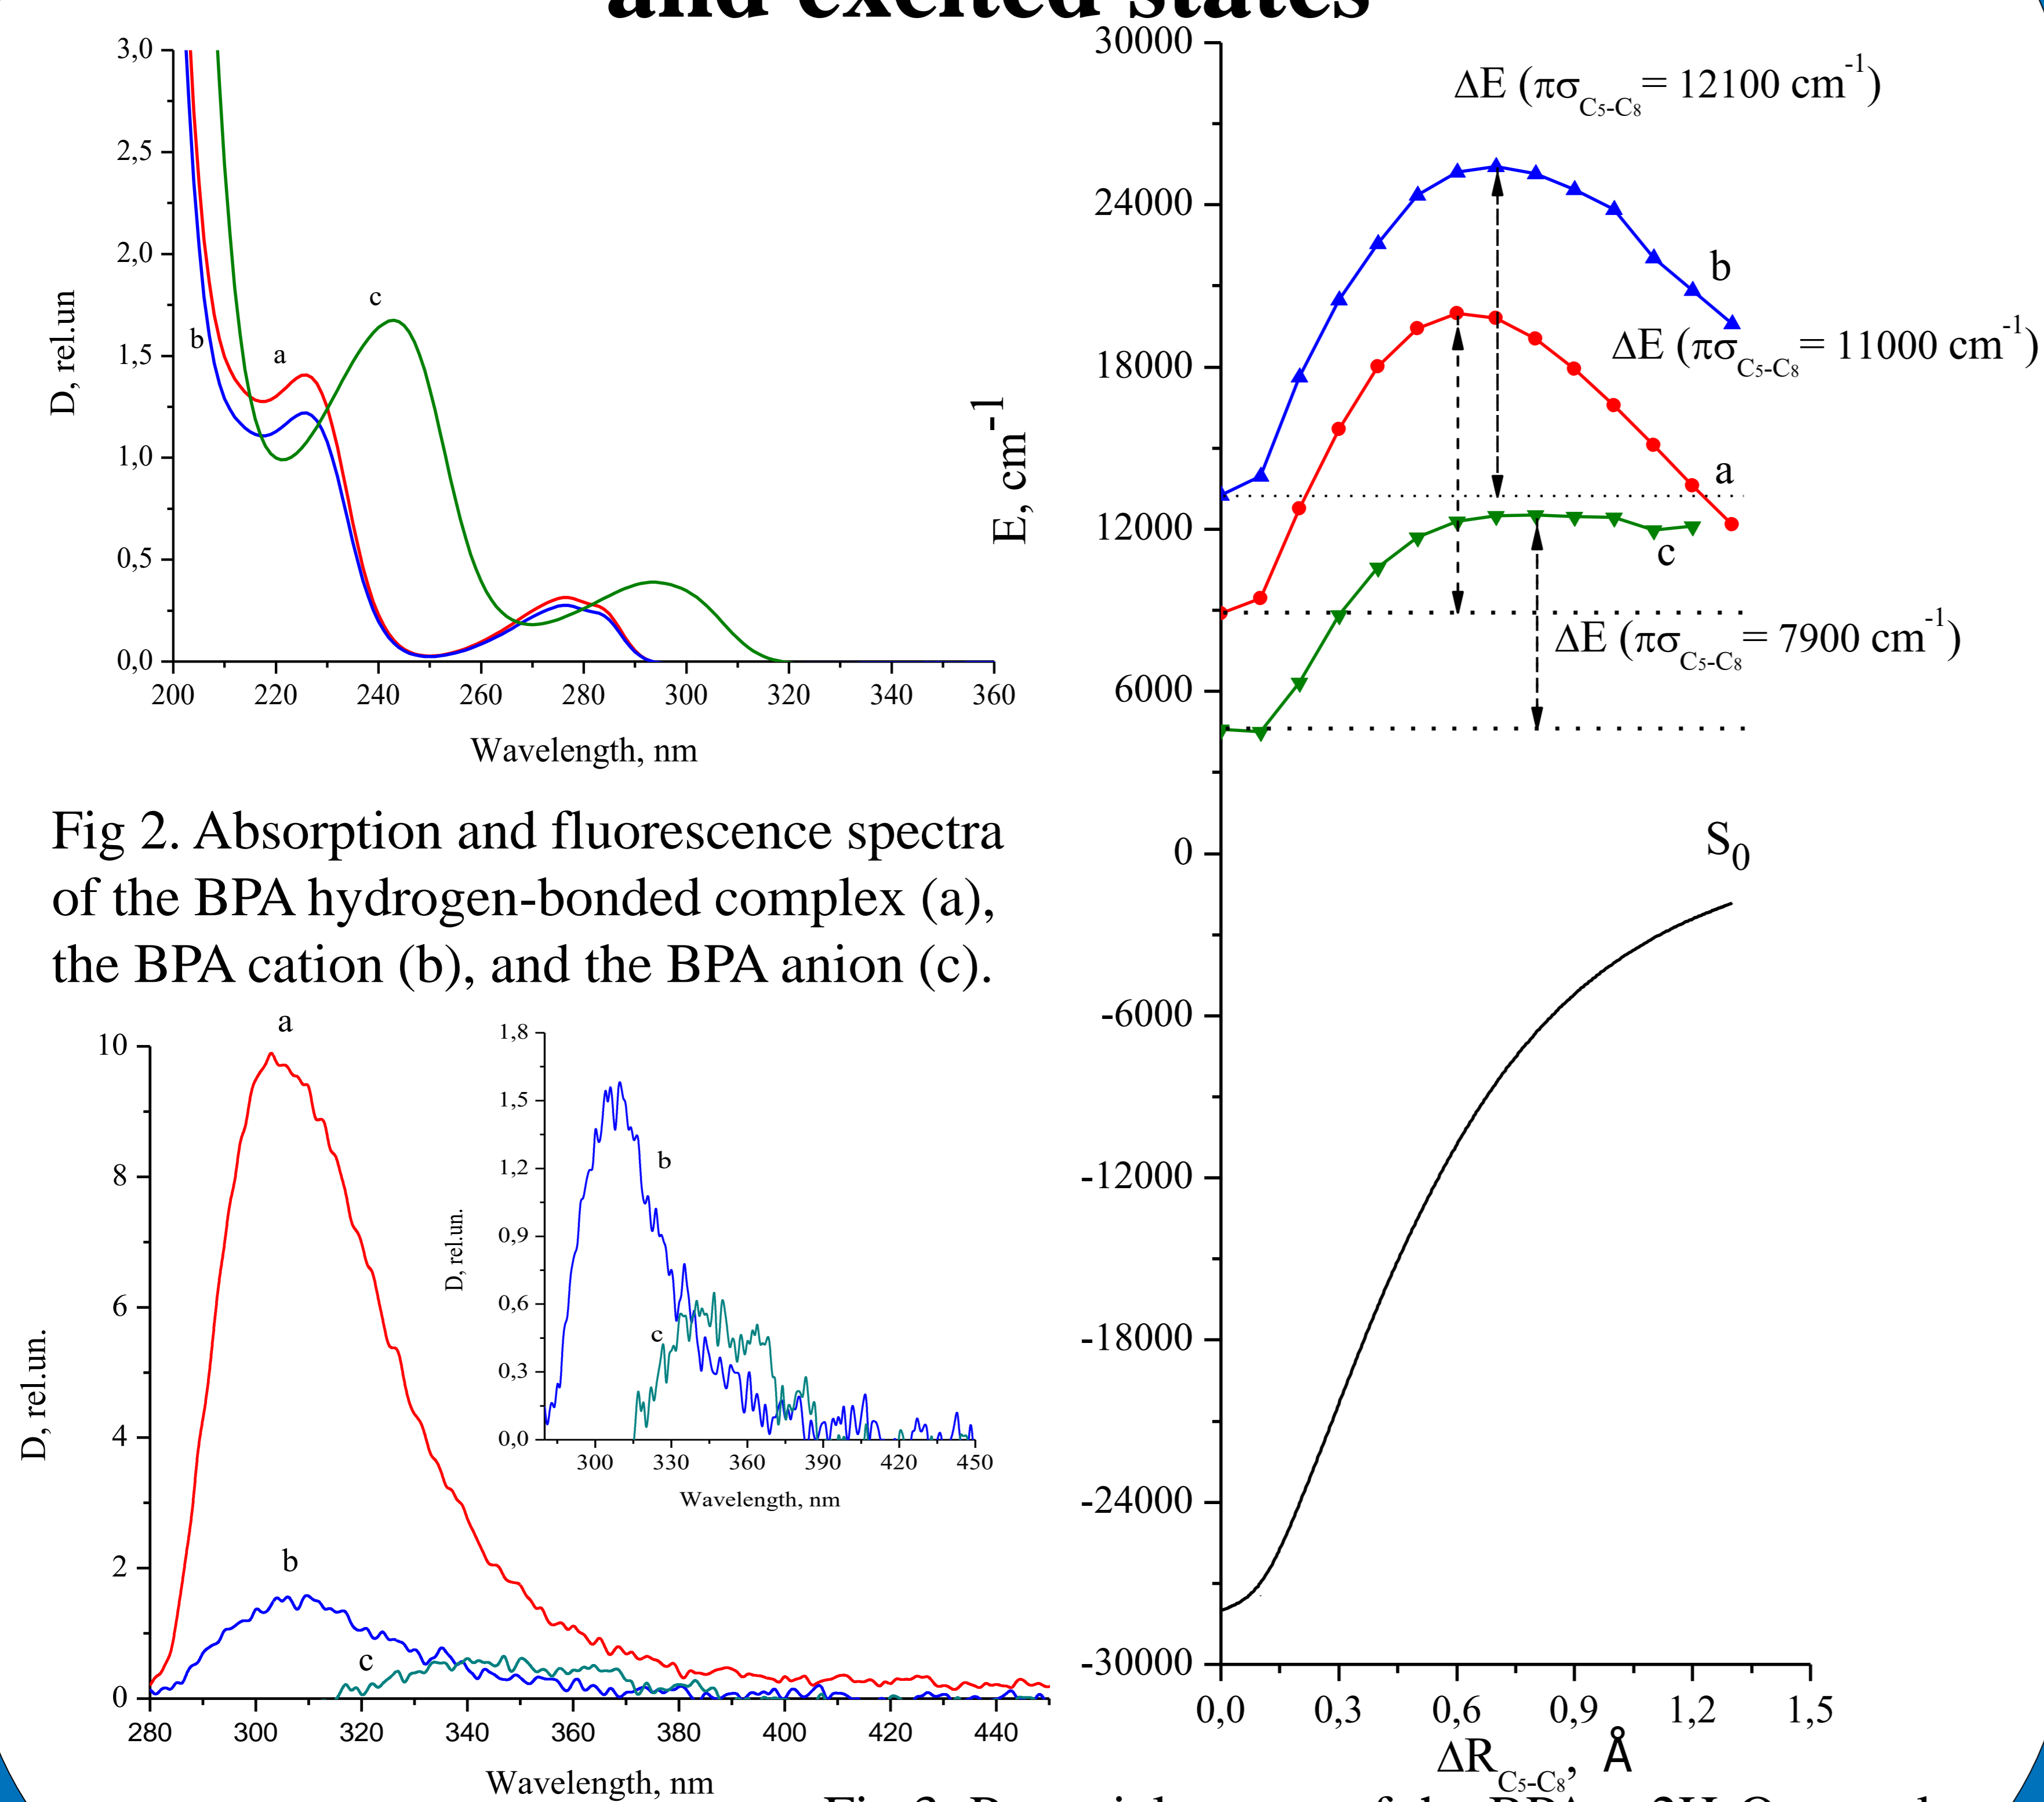 and excited states
3,0
2,5
2,0
1,5
1,0
0,5
0,0
D, rel.un
b
a
c
200 220 240 260 280 300 320 340 360
Wavelength, nm
Fig 2. Absorption and fluorescence spectra
of the BPA hydrogen-bonded complex (a),
the BPA cation (b), and the BPA anion (c).
10
8
6
4
2
0
D, rel.un.
a
b
c
280 300 320 340 360 380 400 420 440
Wavelength, nm
1,8
1,5
1,2
0,9
0,6
0,3
0,0
D, rel.un.
b
c
300 330 360 390 420 450
Wavelength, nm
30000
24000
18000
12000
6000
0
-6000
-12000
-18000
-24000
-30000
E, cm-1
ΔE (πσC5-C8= 12100 cm-1)
b
ΔE (πσC5-C8= 11000 cm-1)
a
c
ΔE (πσC5-C8= 7900 cm-1)
S0
0,0 0,3 0,6 0,9 1,2 1,5
ΔRC5-C8, Å